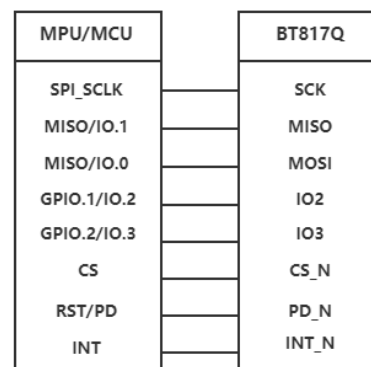 MPU/MCU BT817Q
SPI_SCLK SCK
MISO/IO.1 MISO
MISO/IO.0 MOSI
GPIO.1/IO.2 IO2
GPIO.2/IO.3 IO3
CS CS_N
RST/PD PD_N
INT INT_N